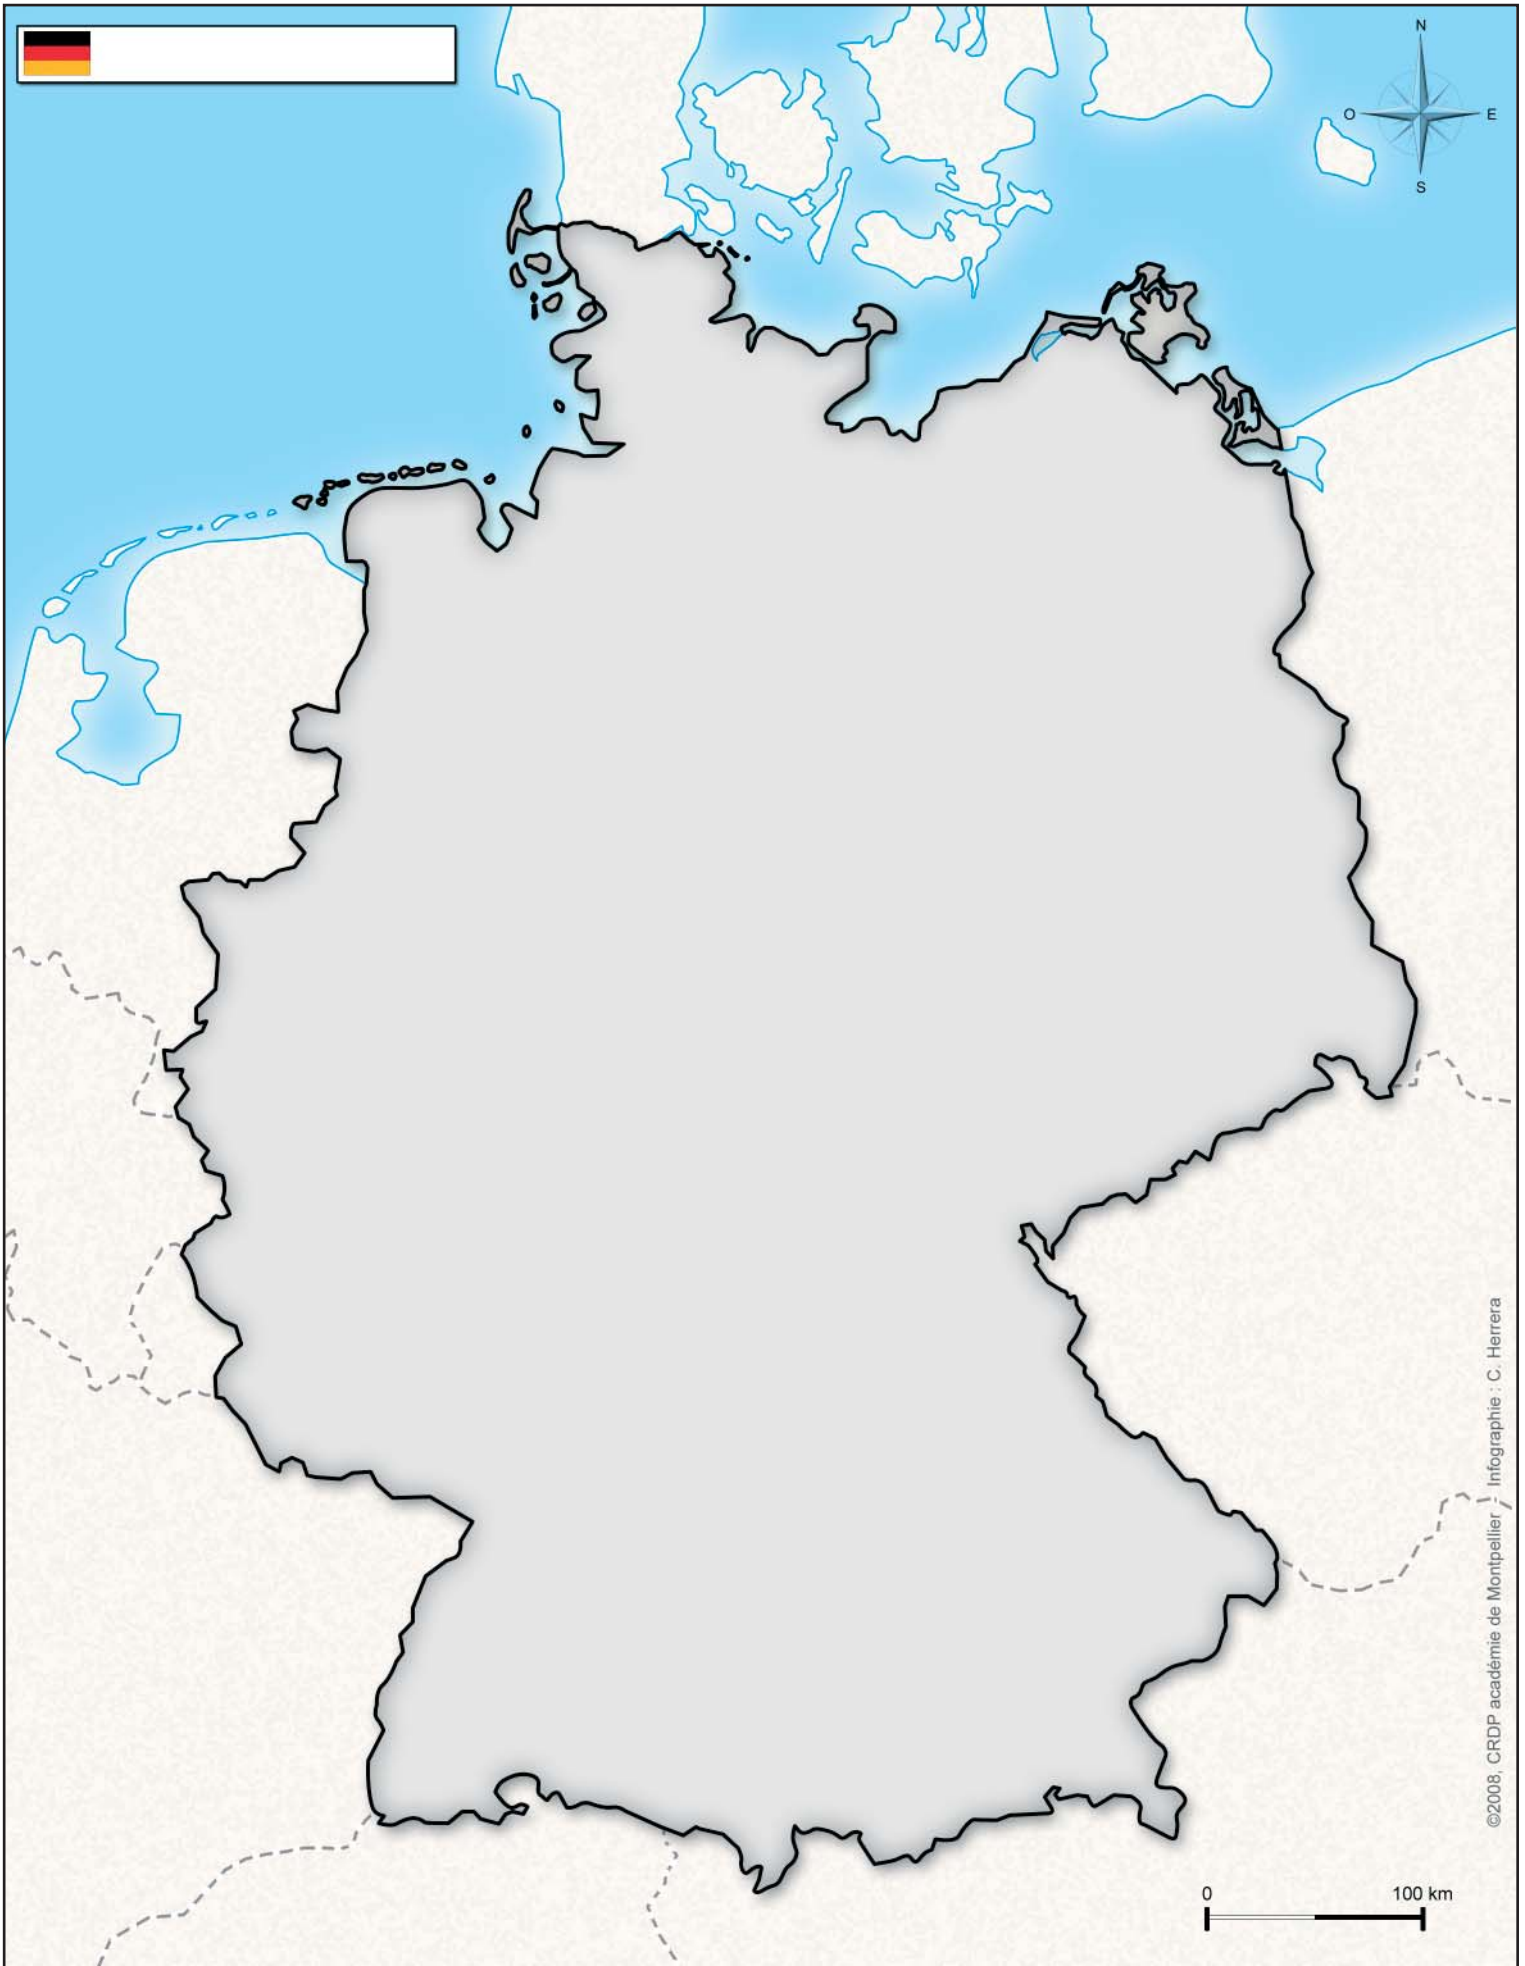 N
O
E
S
©2008, CRDP académie de Montpellier - Infographie : C. Herrera
0
100 km